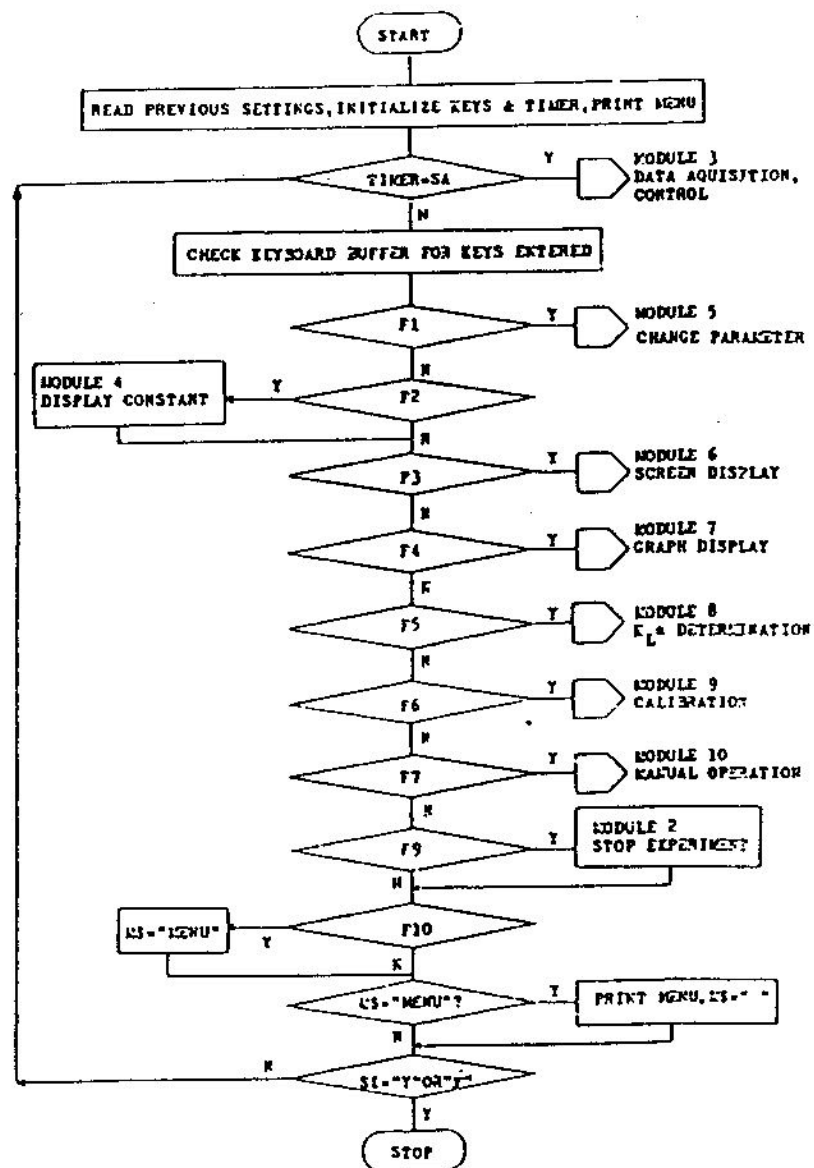 START
READ PREVIOUS SETTINGS, INITIALIZE KEYS & TIMER, PRINT MENU
TIMER=SA
Y
MODULE 3
DATA AQUISITION,
CONTROL
N
CHECK KEYBOARD BUFFER FOR KEYS ENTERED
F1
Y
MODULE 5
CHANGE PARAMETER
N
MODULE 4
DISPLAY CONSTANT
Y
F2
N
F3
Y
MODULE 6
SCREEN DISPLAY
N
F4
Y
MODULE 7
GRAPH DISPLAY
N
F5
Y
MODULE 8
DETERMINATION
N
F6
Y
MODULE 9
CALIBRATION
N
F7
Y
MODULE 10
MANUAL OPERATION
N
F9
Y
MODULE 2
STOP EXPERIMENT
N
M$="MENU"
Y
F10
N
M$="MENU"?
Y
PRINT MENU, M$=" "
N
N
Y
STOP